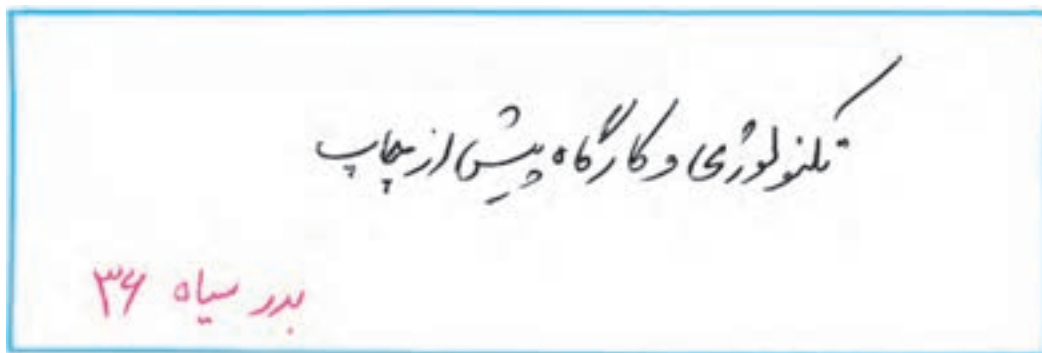 تکنولوژی و کارگاه پیش از چاپ
بدر سیاه ۳۶